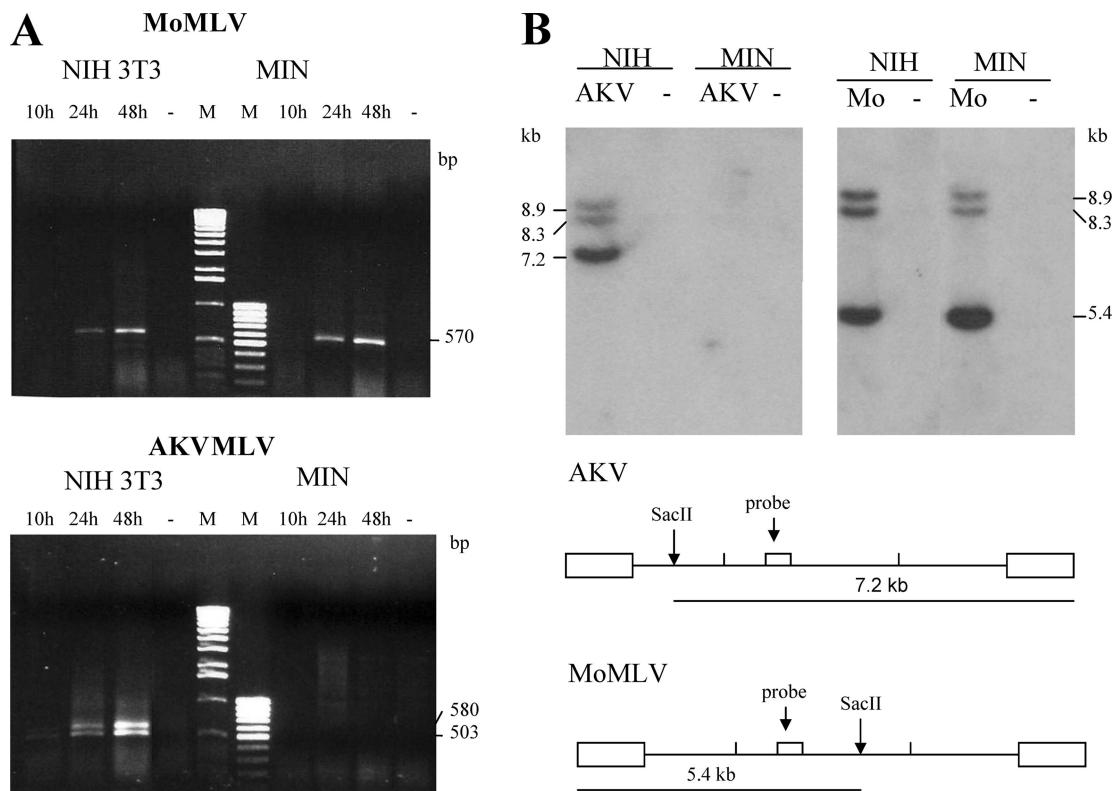 A
MoMLV
NIH 3T3 MIN
10h 24h 48h - M M 10h 24h 48h -
bp
570
AKVMLV
NIH 3T3 MIN
10h 24h 48h - M M 10h 24h 48h -
bp
580
503
B
NIH MIN
AKV - AKV -
kb
8.9
8.3
7.2
NIH MIN
Mo - Mo -
kb
8.9
8.3
5.4
AKV
probe
SacII
7.2 kb
MoMLV
probe
SacII
5.4 kb